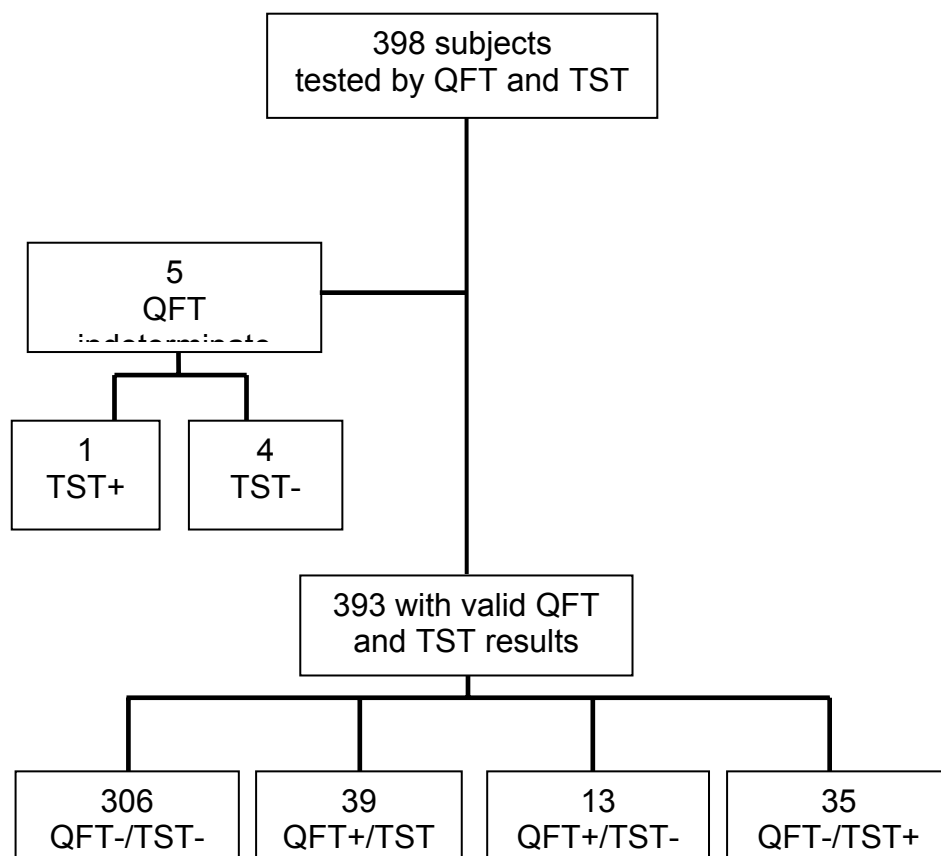 398 subjects
tested by QFT and TST
5
QFT
indeterminate
1
TST+
4
TST-
393 with valid QFT
and TST results
306
QFT-/TST-
39
QFT+/TST
13
QFT+/TST-
35
QFT-/TST+